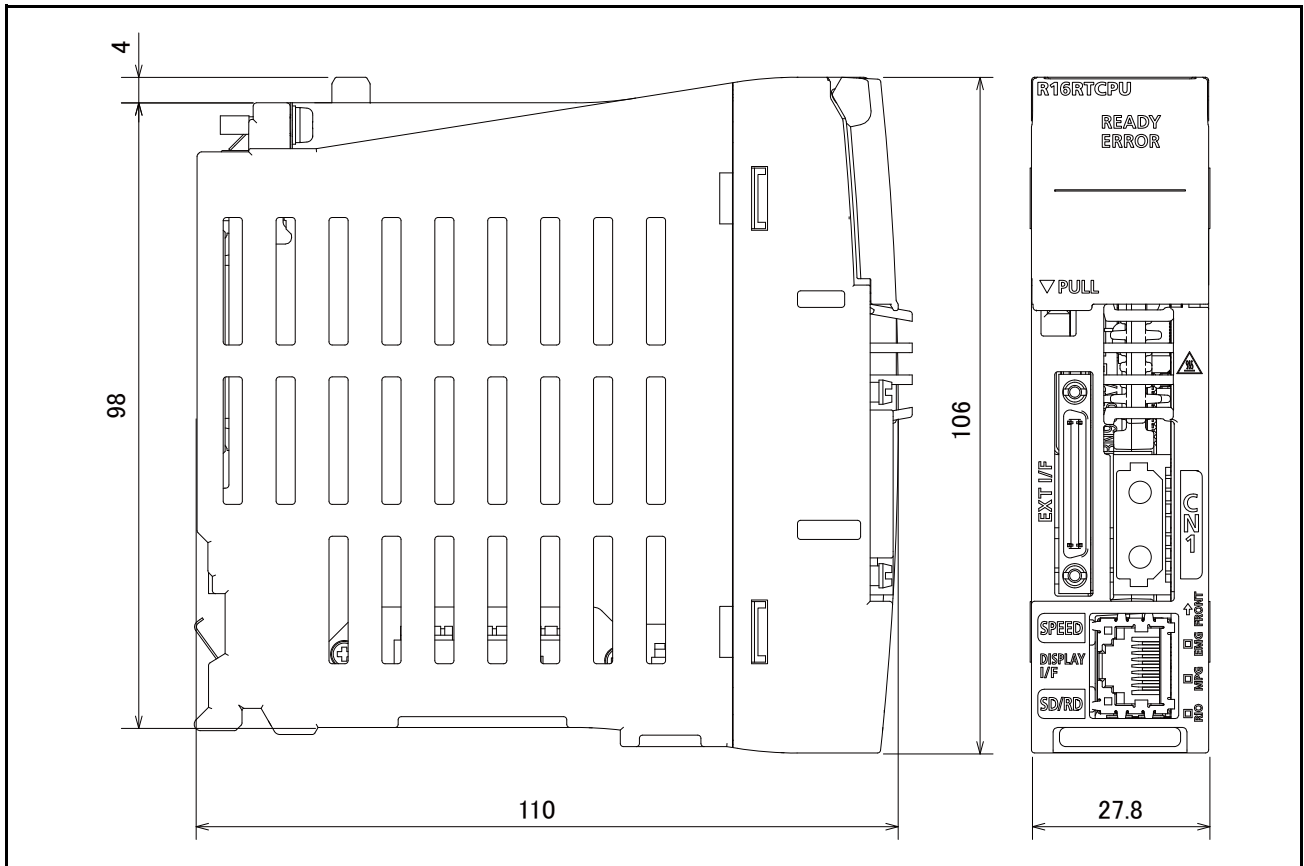 4
98
106
110
27.8
R16RTCPU
READY
ERROR
▽ PULL
EXT I/F
CN1
SPEED
DISPLAY
I/F
SD/RD
FRONT
EMG
MPG
RIO